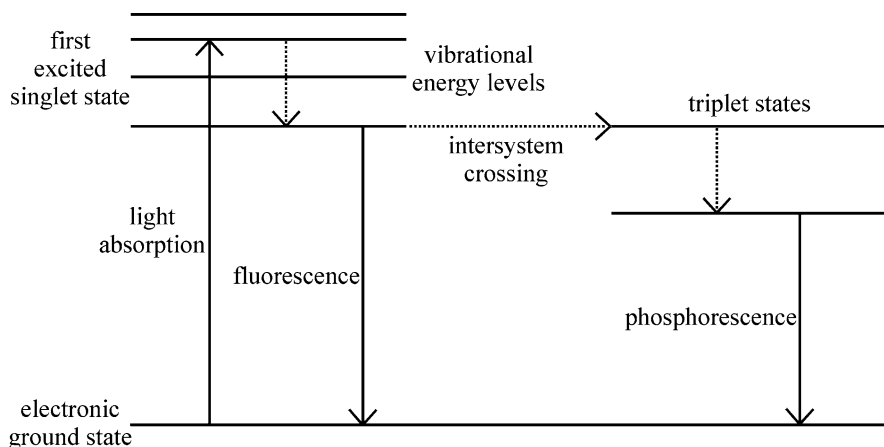 first
excited
singlet state
vibrational
energy levels
triplet states
intersystem
crossing
light
absorption
fluorescence
phosphorescence
electronic
ground state